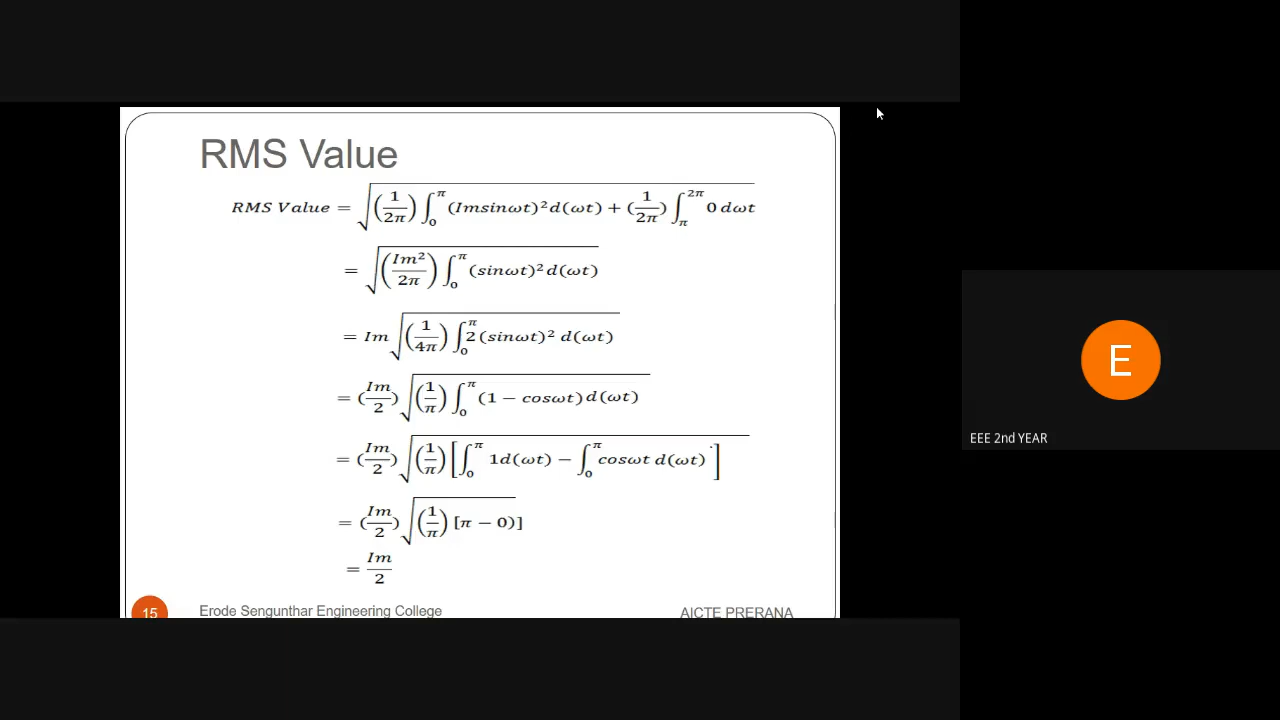 RMS Value
RMS Value = √((1/2π) ∫₀^π (Imsinωt)² d(ωt) + (1/2π) ∫_π^2π 0 dωt
= √((Im²/2π) ∫₀^π (sinωt)² d(ωt)
= Im √((1/4π) ∫₀^π 2 (sinωt)² d(ωt)
= (Im/2) √((1/π) ∫₀^π (1 − cosωt) d(ωt)
= (Im/2) √((1/π) [∫₀^π 1d(ωt) − ∫₀^π cosωt d(ωt)]
= (Im/2) √((1/π) [π − 0)]
= Im/2
15 Erode Sengunthar Engineering College AICTE PRERANA
E
EEE 2nd YEAR